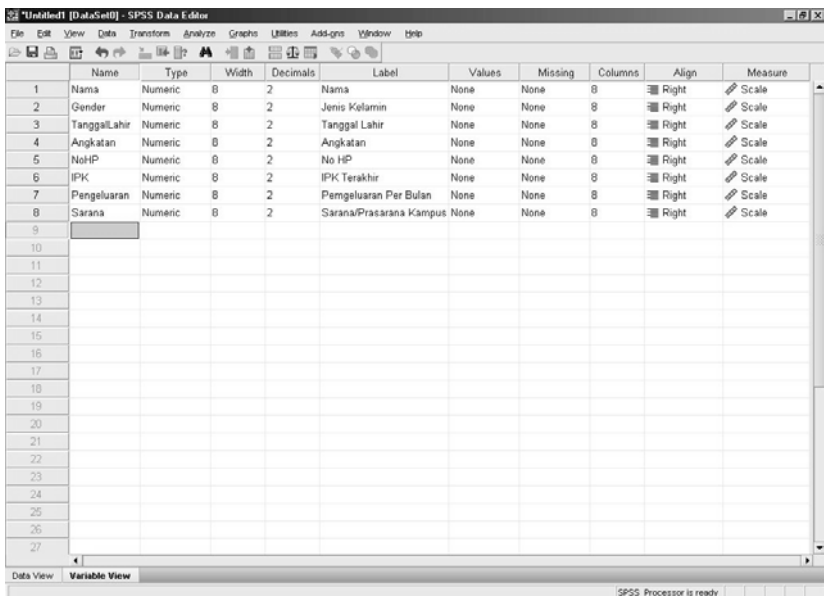 *Untitled1 [DataSet0] - SPSS Data Editor
File Edit View Data Transform Analyze Graphs Utilities Add-ons Window Help
Name Type Width Decimals Label Values Missing Columns Align Measure
1 Nama Numeric 8 2 Nama None None 8 Right Scale
2 Gender Numeric 8 2 Jenis Kelamin None None 8 Right Scale
3 TanggalLahir Numeric 8 2 Tanggal Lahir None None 8 Right Scale
4 Angkatan Numeric 8 2 Angkatan None None 8 Right Scale
5 NoHP Numeric 8 2 No HP None None 8 Right Scale
6 IPK Numeric 8 2 IPK Terakhir None None 8 Right Scale
7 Pengeluaran Numeric 8 2 Pemgeluaran Per Bulan None None 8 Right Scale
8 Sarana Numeric 8 2 Sarana/Prasarana Kampus None None 8 Right Scale
9
10
11
12
13
14
15
16
17
18
19
20
21
22
23
24
25
26
27
Data View Variable View
SPSS Processor is ready